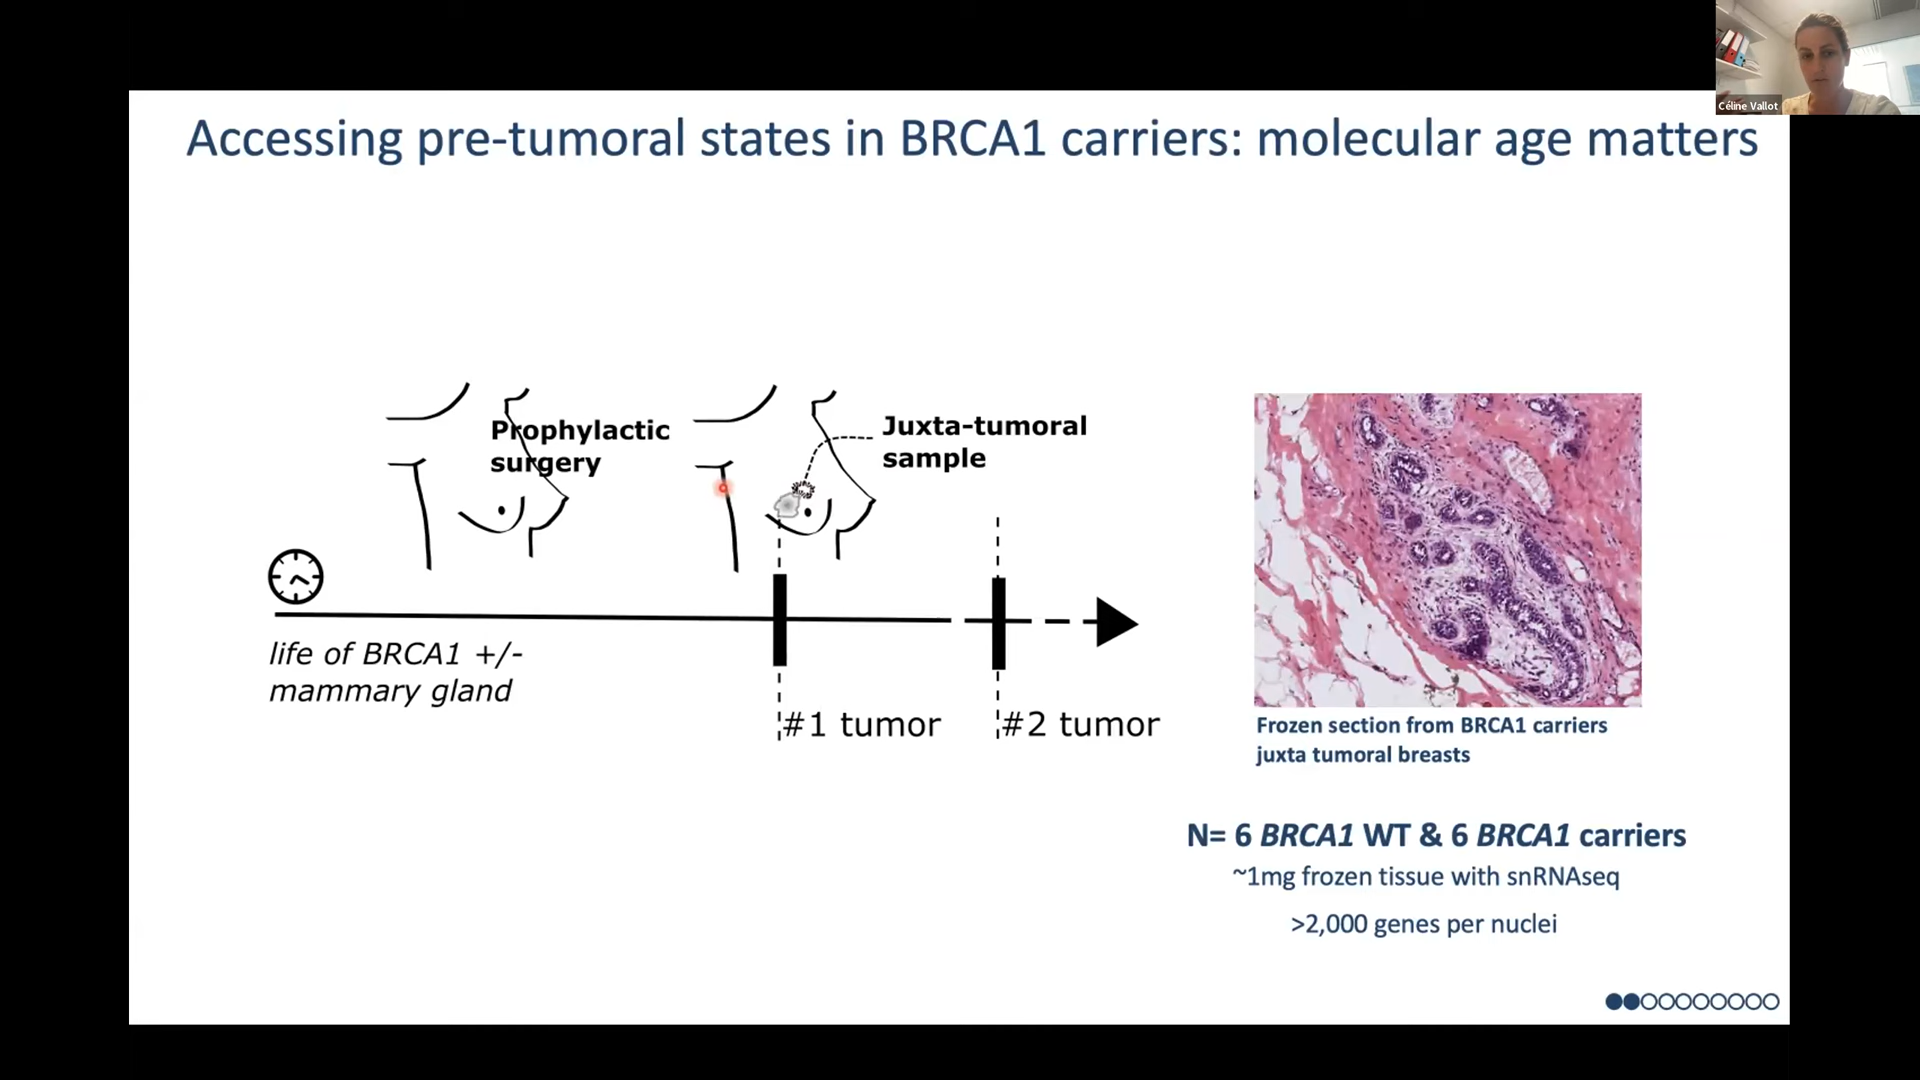 Céline Vallot
Accessing pre-tumoral states in BRCA1 carriers: molecular age matters
Prophylactic
surgery
Juxta-tumoral
sample
life of BRCA1 +/-
mammary gland
#1 tumor
#2 tumor
Frozen section from BRCA1 carriers
juxta tumoral breasts
N= 6 BRCA1 WT & 6 BRCA1 carriers
~1mg frozen tissue with snRNAseq
>2,000 genes per nuclei